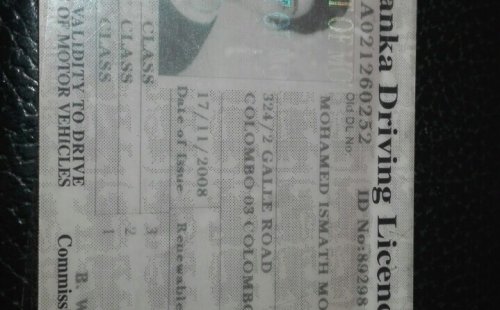 anka Driving Licenc
A021260252 ID No:89298
Old DL No:
MOHAMED ISMATH MO
324/2 GALLE ROAD
COLOMBO 03 COLOMBO
17/11/2008
Date of Issue Renewable
CLASS 3
CLASS 2
CLASS 1
VALIDITY TO DRIVE B. W
OF MOTOR VEHICLES Commiss